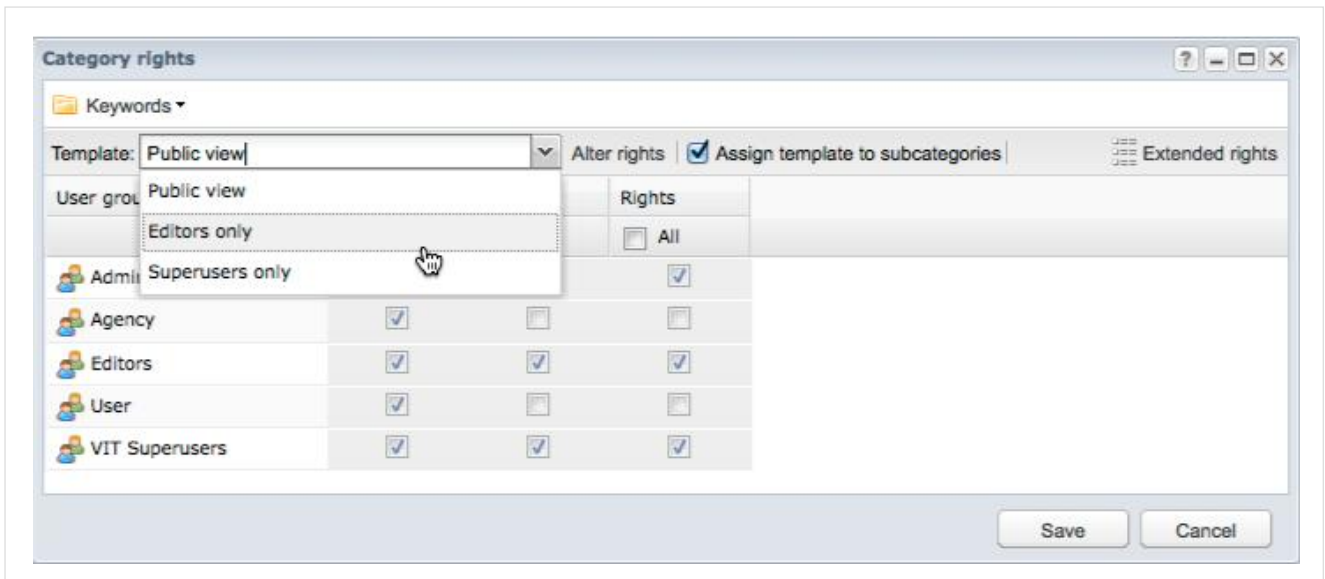 Category rights ?
Keywords
Template: Public view Alter rights Assign template to subcategories Extended rights
Public view
User Rights
Editors only
All
Superusers only
Agency
Editors
User
VIT Superusers
Save Cancel